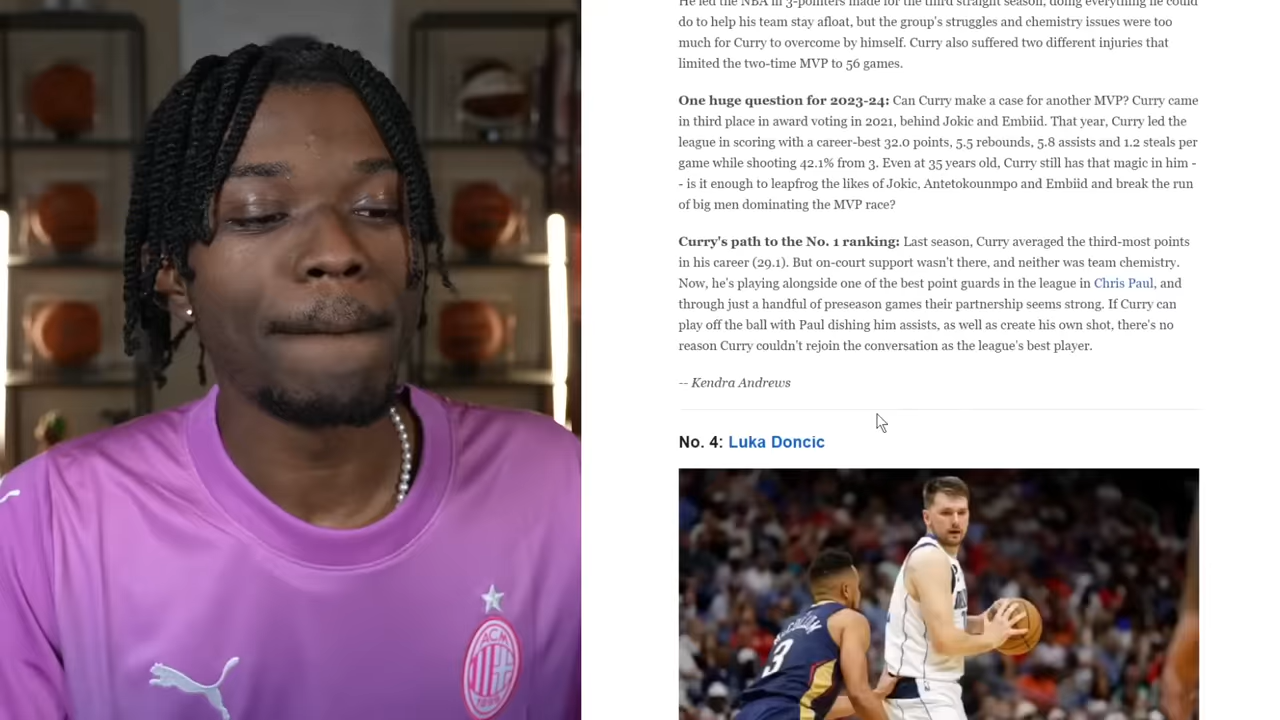 He led the NBA in 3-pointers made for the third straight season, doing everything he could
do to help his team stay afloat, but the group's struggles and chemistry issues were too
much for Curry to overcome by himself. Curry also suffered two different injuries that
limited the two-time MVP to 56 games.
One huge question for 2023-24: Can Curry make a case for another MVP? Curry came
in third place in award voting in 2021, behind Jokic and Embiid. That year, Curry led the
league in scoring with a career-best 32.0 points, 5.5 rebounds, 5.8 assists and 1.2 steals per
game while shooting 42.1% from 3. Even at 35 years old, Curry still has that magic in him -
- is it enough to leapfrog the likes of Jokic, Antetokounmpo and Embiid and break the run
of big men dominating the MVP race?
Curry's path to the No. 1 ranking: Last season, Curry averaged the third-most points
in his career (29.1). But on-court support wasn't there, and neither was team chemistry.
Now, he's playing alongside one of the best point guards in the league in Chris Paul, and
through just a handful of preseason games their partnership seems strong. If Curry can
play off the ball with Paul dishing him assists, as well as create his own shot, there's no
reason Curry couldn't rejoin the conversation as the league's best player.
-- Kendra Andrews
No. 4: Luka Doncic
3
ACM